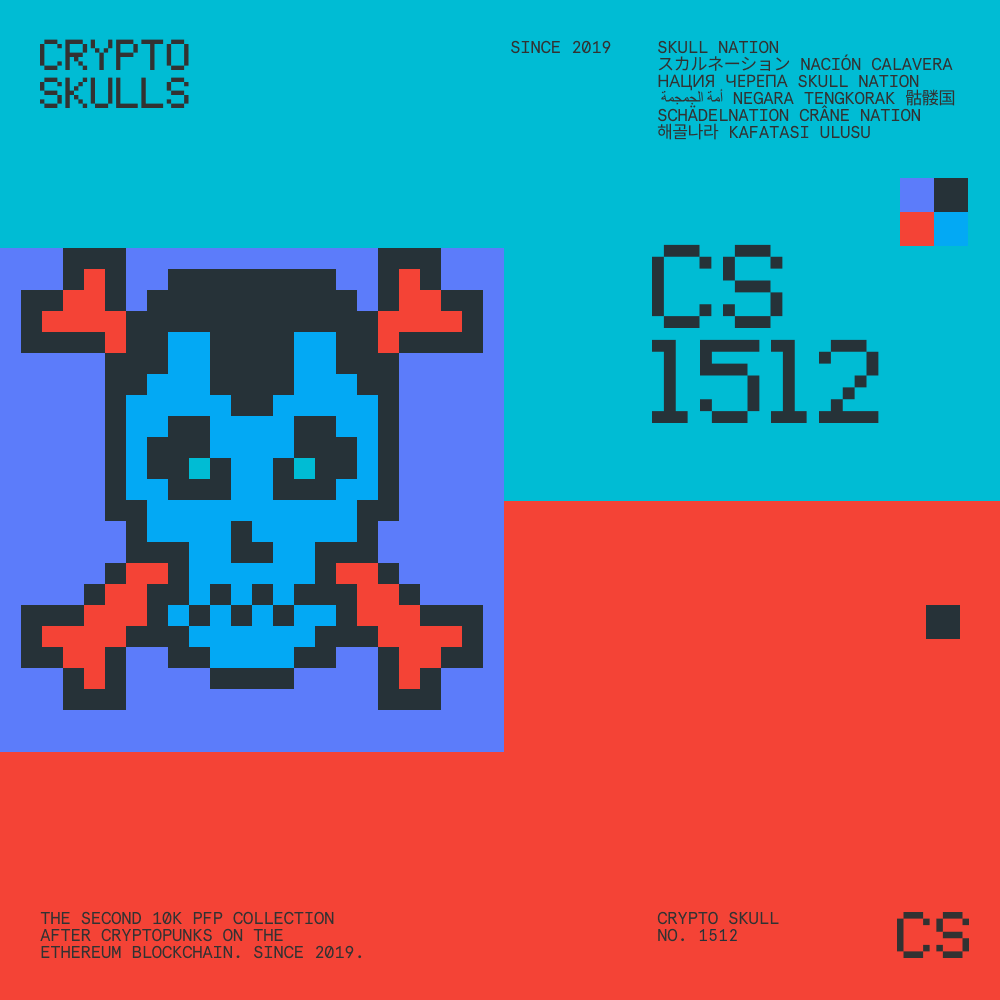 CRYPTO
SKULLS
SINCE 2019
SKULL NATION
スカルネーション NACIÓN CALAVERA
НАЦИЯ ЧЕРЕПА SKULL NATION
أمة الجمجمة NEGARA TENGKORAK 骷髅国
SCHÄDELNATION CRÂNE NATION
해골나라 KAFATASI ULUSU
CS
1512
THE SECOND 10K PFP COLLECTION
AFTER CRYPTOPUNKS ON THE
ETHEREUM BLOCKCHAIN. SINCE 2019.
CRYPTO SKULL
NO. 1512
CS